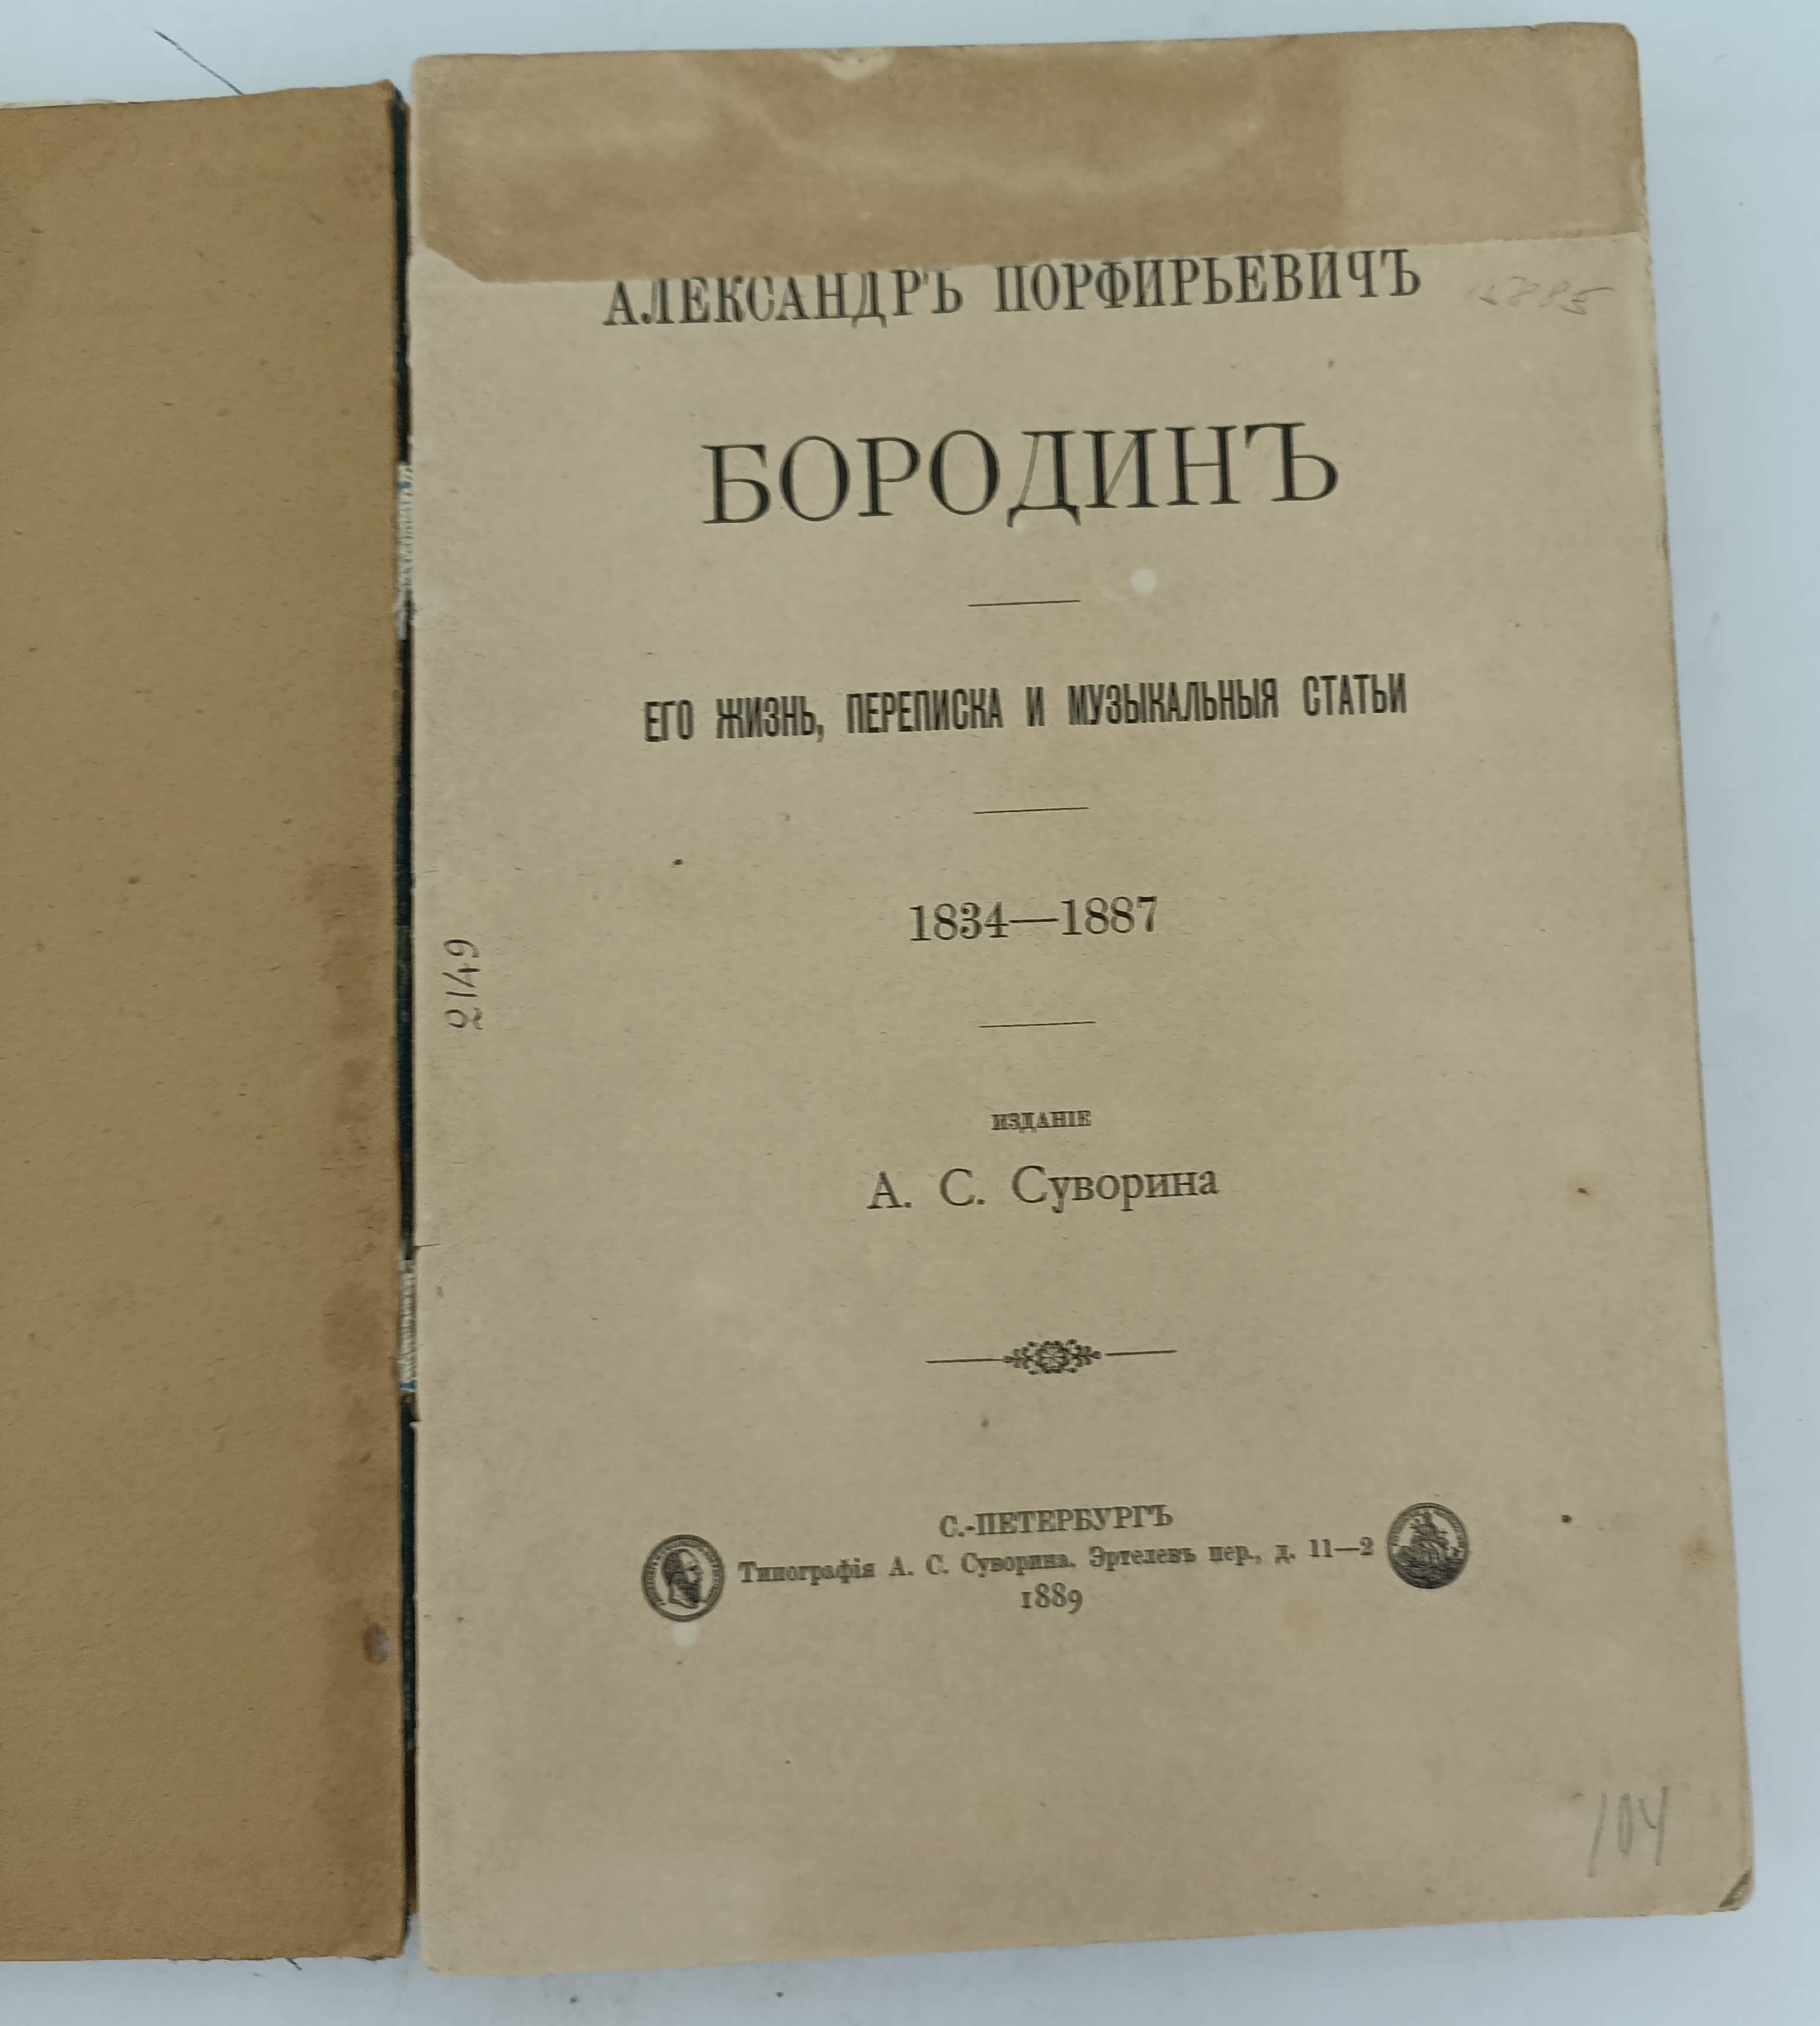 АЛЕКСАНДРЪ ПОРФИРЬЕВИЧЪ
БОРОДИНЪ
ЕГО ЖИЗНЬ, ПЕРЕПИСКА И МУЗЫКАЛЬНЫЯ СТАТЬИ
1834—1887
2149
ИЗДАНІЕ
А. С. Суворина
С.-ПЕТЕРБУРГЪ
Типографія А. С. Суворина. Эртелевъ пер., д. 11—2
1889
104